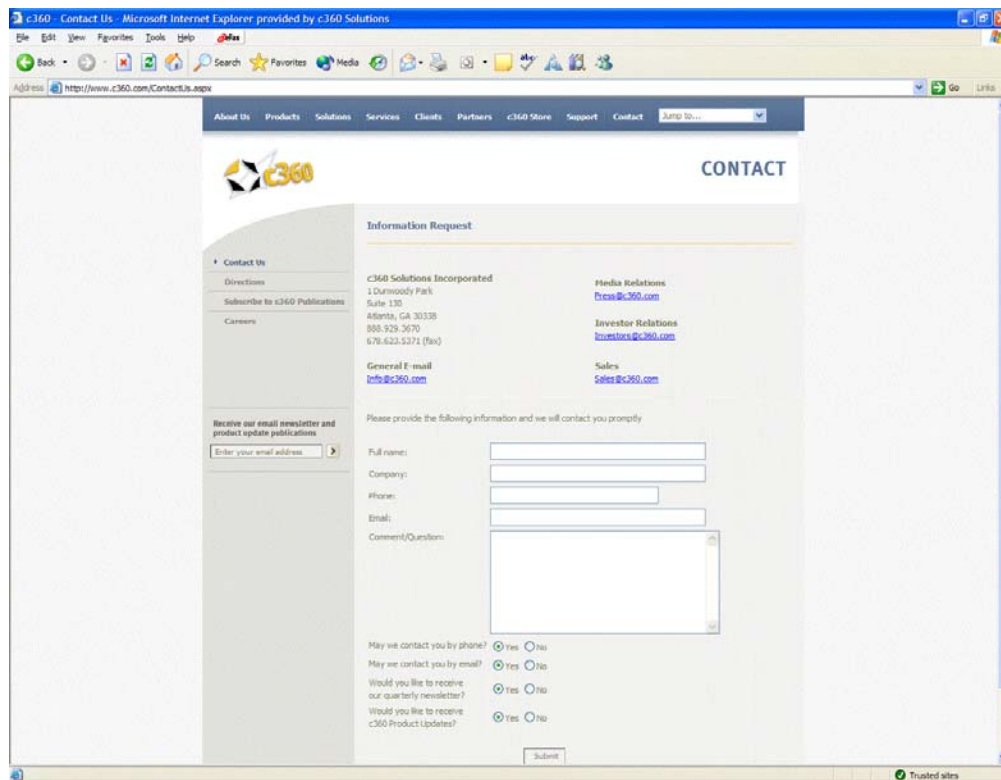 c360 - Contact Us - Microsoft Internet Explorer provided by c360 Solutions
File Edit View Favorites Tools Help
Back Search Favorites Media
Address http://www.c360.com/ContactUs.aspx Go Links
About Us Products Solutions Services Clients Partners c360 Store Support Contact Jump to...
c360
CONTACT
Information Request
Contact Us
Directions
Subscribe to c360 Publications
Careers
Receive our email newsletter and
product update publications
Enter your email address
c360 Solutions Incorporated
1 Dunwoody Park
Suite 130
Atlanta, GA 30338
888.929.3670
678.623.5371 (fax)
General E-mail
Info@c360.com
Media Relations
Press@c360.com
Investor Relations
Investors@c360.com
Sales
Sales@c360.com
Please provide the following information and we will contact you promptly
Full name:
Company:
Phone:
Email:
Comment/Question:
May we contact you by phone? Yes No
May we contact you by email? Yes No
Would you like to receive
our quarterly newsletter? Yes No
Would you like to receive
c360 Product Updates? Yes No
Submit
Trusted sites